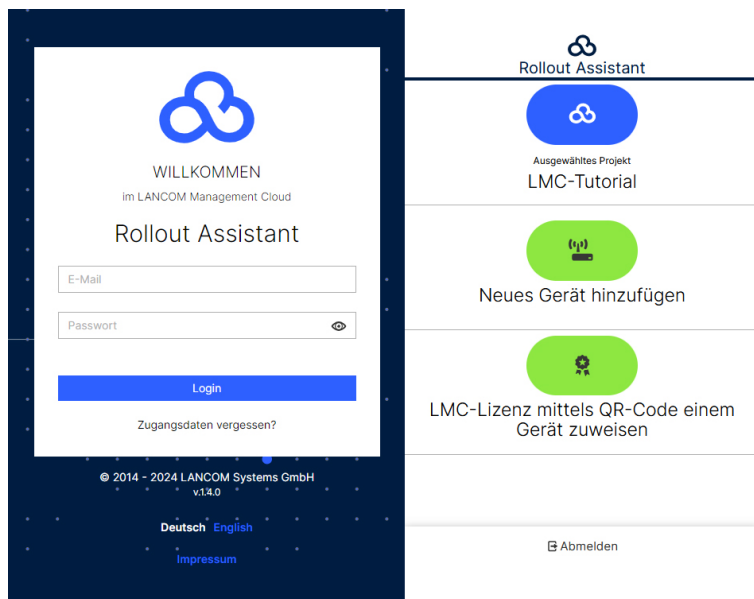 WILLKOMMEN
im LANCOM Management Cloud
Rollout Assistant
E-Mail
Passwort
Login
Zugangsdaten vergessen?
© 2014 - 2024 LANCOM Systems GmbH
v.1.4.0
Deutsch English
Impressum
Rollout Assistant
Ausgewähltes Projekt
LMC-Tutorial
Neues Gerät hinzufügen
LMC-Lizenz mittels QR-Code einem
Gerät zuweisen
Abmelden